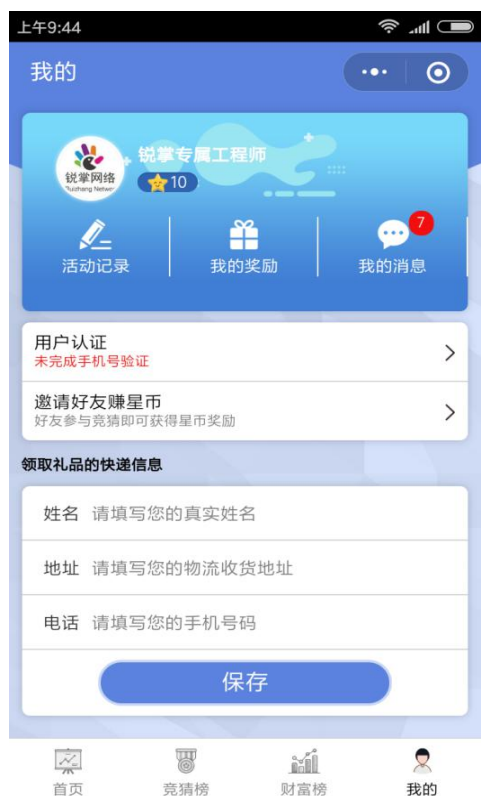 上午9:44
我的
锐掌专属工程师
锐掌网络
Ruizhang Networ
10
7
活动记录
我的奖励
我的消息
用户认证
未完成手机号验证
邀请好友赚星币
好友参与竞猜即可获得星币奖励
领取礼品的快递信息
姓名 请填写您的真实姓名
地址 请填写您的物流收货地址
电话 请填写您的手机号码
保存
首页
竞猜榜
财富榜
我的